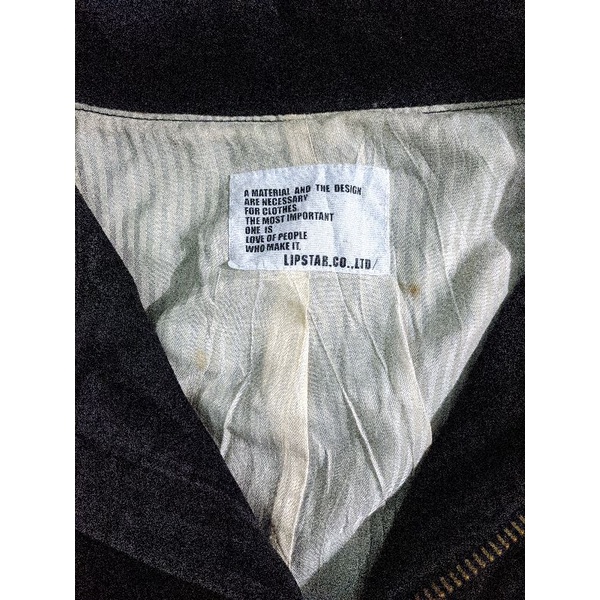 A MATERIAL AND THE DESIGN
ARE NECESSARY
FOR CLOTHES.
THE MOST IMPORTANT
ONE IS
LOVE OF PEOPLE
WHO MAKE IT.
LIPSTAR.CO.,LTD/